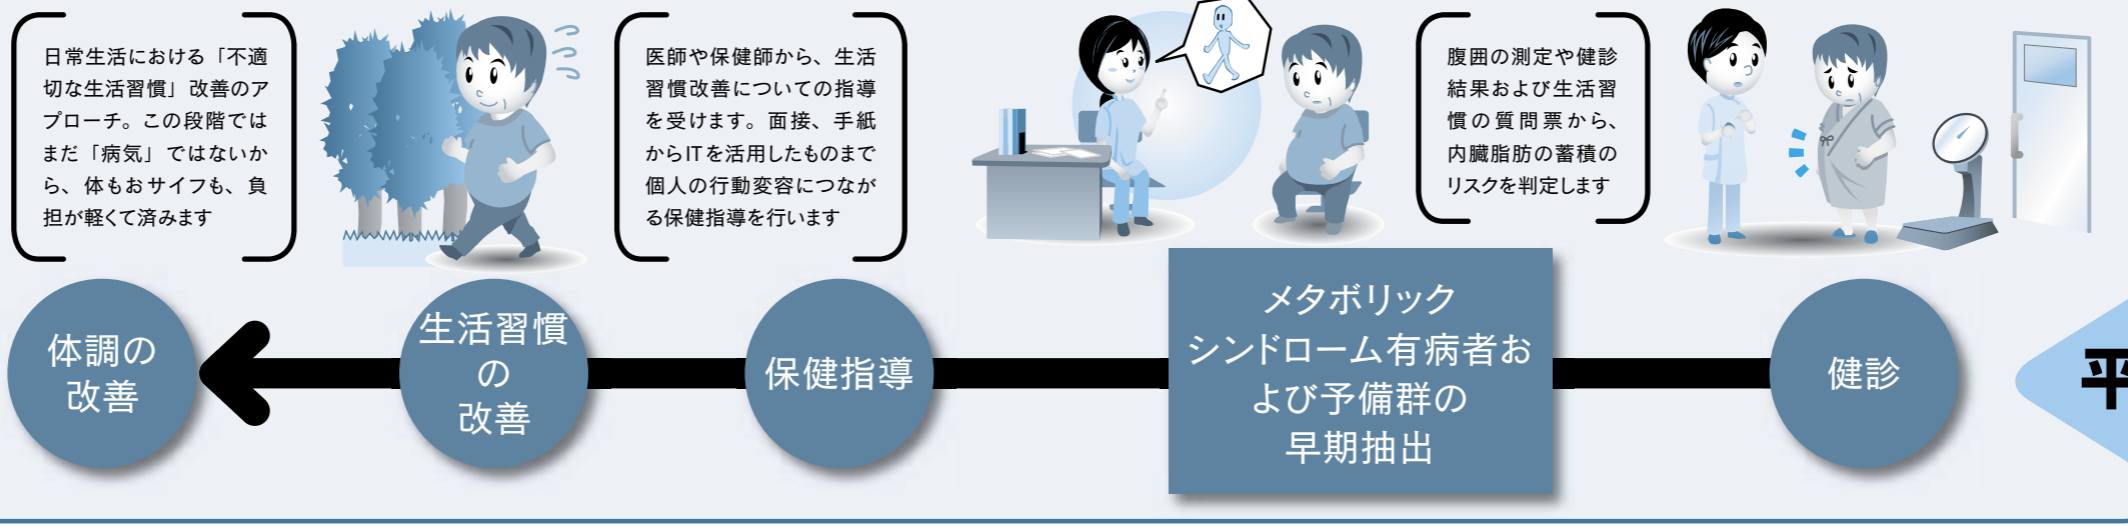 日常生活における「不適
切な生活習慣」改善のア
プローチ。この段階では
まだ「病気」ではないか
ら、体もおサイフも、負
担が軽くて済みます
医師や保健師から、生活
習慣改善についての指導
を受けます。面接、手紙
からITを活用したものまで
個人の行動変容につなが
る保健指導を行います
腹囲の測定や健診
結果および生活習
慣の質問票から、
内臓脂肪の蓄積の
リスクを判定します
体調の
改善
生活習慣
の
改善
保健指導
メタボリック
シンドローム有病者お
よび予備群の
早期抽出
健診